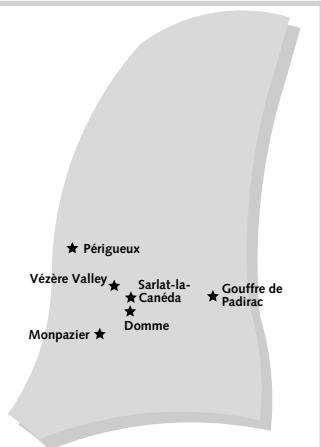 Périgueux
Vézère Valley
Sarlat-la-
Canéda
Gouffre de
Padirac
Domme
Monpazier